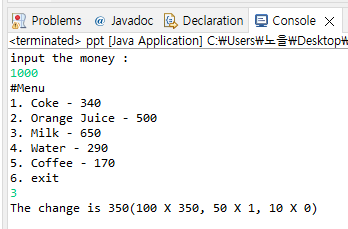 Problems @ Javadoc Declaration Console
<terminated> ppt [Java Application] C:₩Users₩노을₩Desktop₩
input the money :
1000
#Menu
1. Coke - 340
2. Orange Juice - 500
3. Milk - 650
4. Water - 290
5. Coffee - 170
6. exit
3
The change is 350(100 X 350, 50 X 1, 10 X 0)